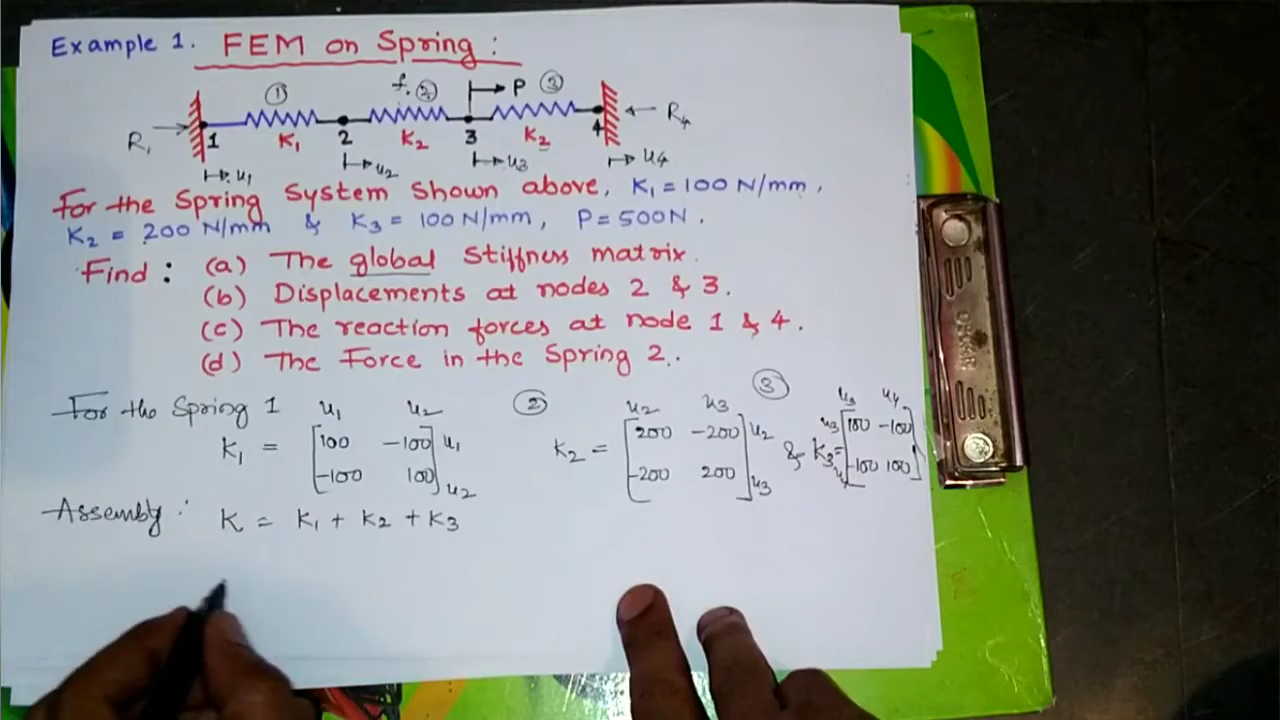 Example 1. FEM on Spring :
① f. ② P ③
R₁ 1 K₁ 2 K₂ 3 K₂ 4 R₄
u₁ u₂ u₃ u₄
For the Spring System Shown above, K₁ = 100 N/mm,
K₂ = 200 N/mm & K₃ = 100 N/mm, P = 500N.
Find : (a) The global Stiffness matrix.
(b) Displacements at nodes 2 & 3.
(c) The reaction forces at node 1 & 4.
(d) The Force in the Spring 2.
For the Spring 1 u₁ u₂ ② u₂ u₃ ③ u₃ u₄
K₁ = [100 -100] u₁ K₂ = [200 -200] u₂ & K₃ = u₃ [100 -100]
[-100 100] u₂ [-200 200] u₃ u₄ [-100 100]
Assembly : K = K₁ + K₂ + K₃